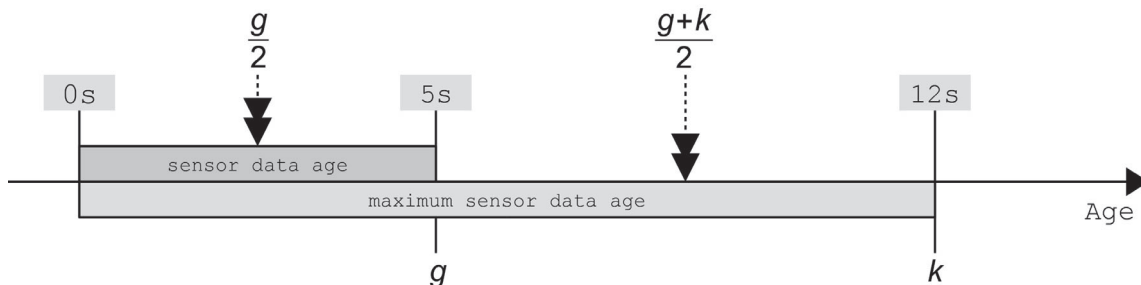 g/2
g+k/2
0s
5s
12s
sensor data age
maximum sensor data age
Age
g
k